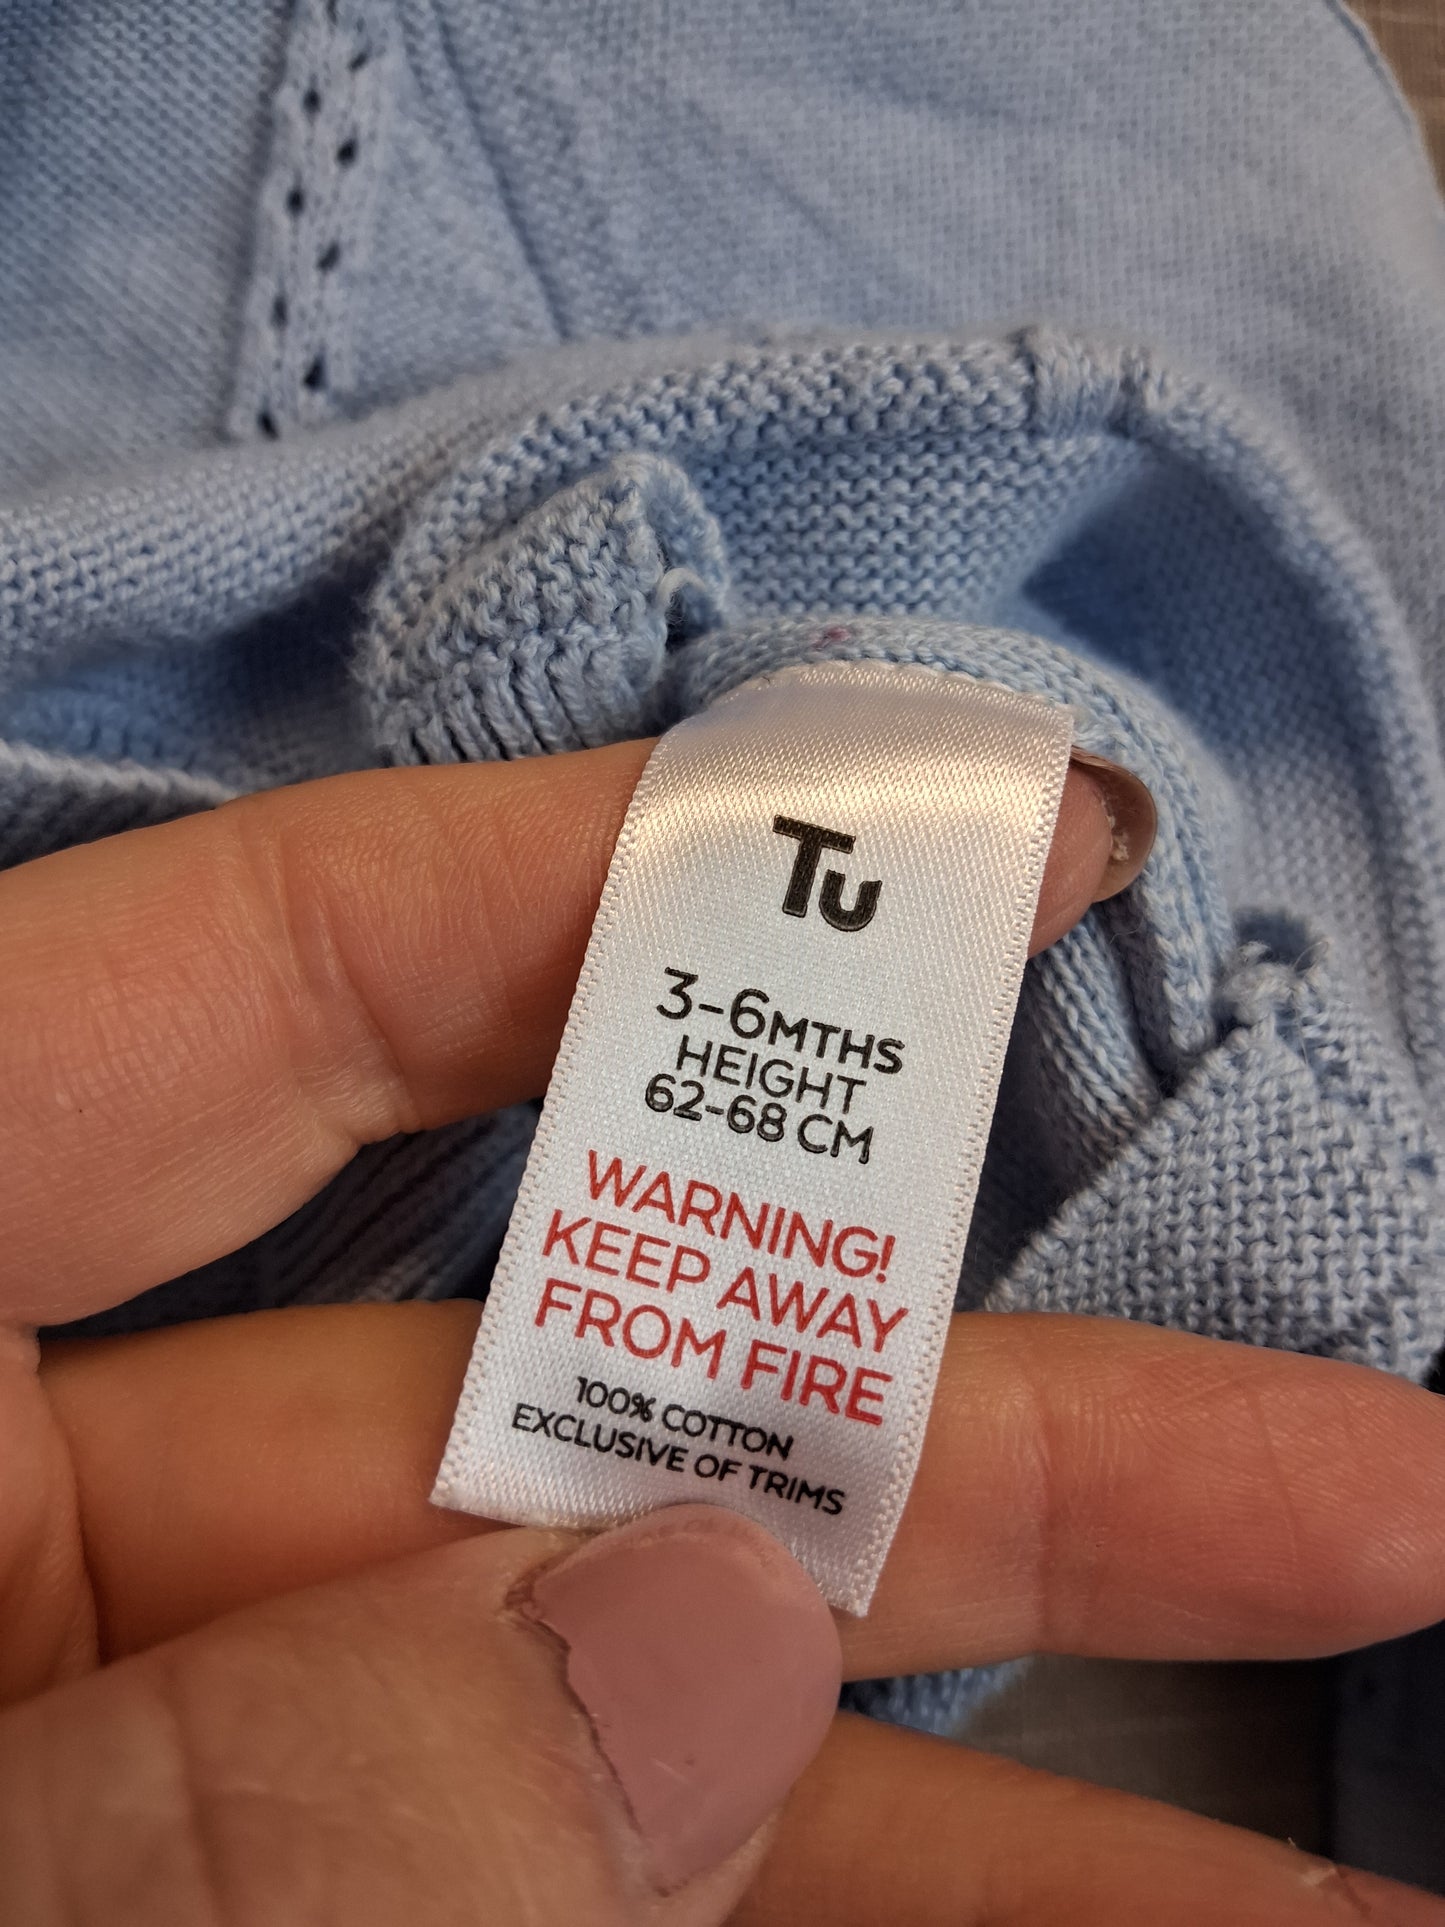 Tu
3-6MTHS
HEIGHT
62-68 CM
WARNING!
KEEP AWAY
FROM FIRE
100% COTTON
EXCLUSIVE OF TRIMS